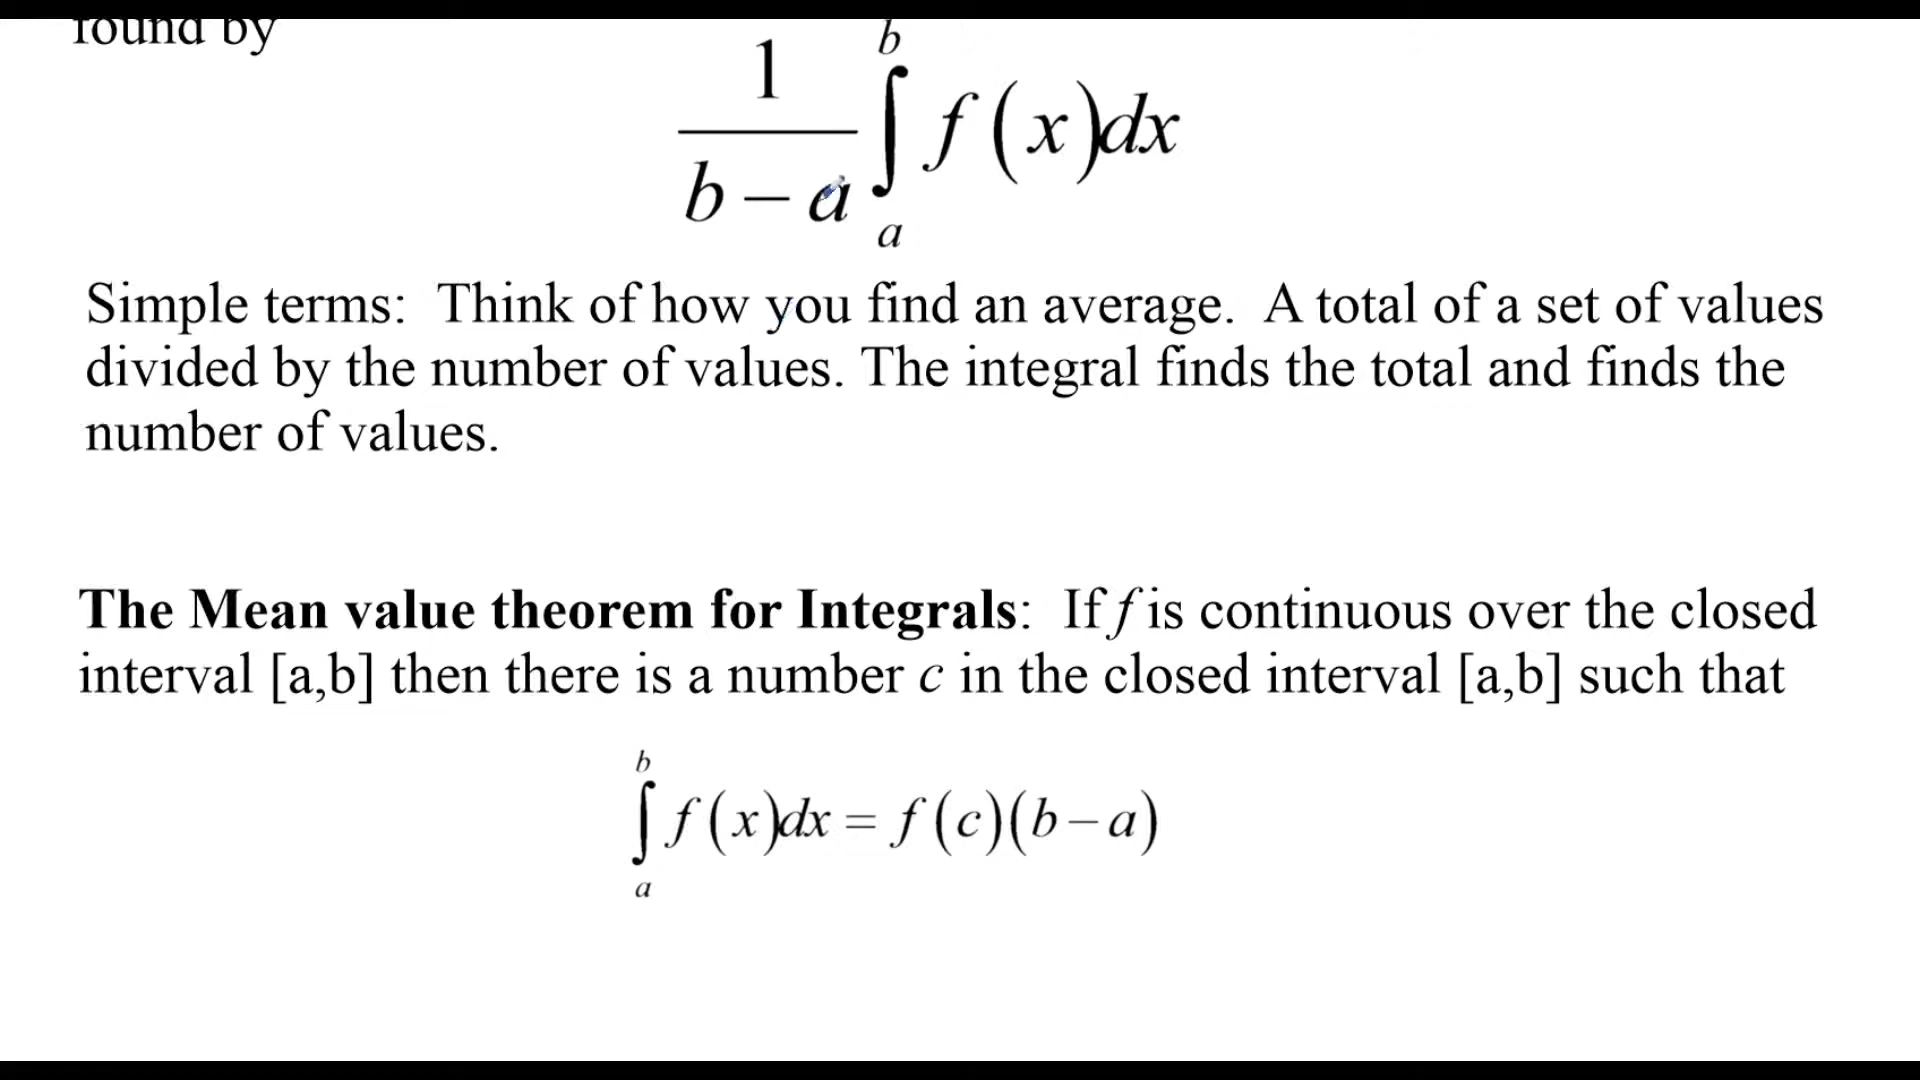 found by
\frac{1}{b-a}\int_{a}^{b} f(x)dx
Simple terms:  Think of how you find an average.  A total of a set of values
divided by the number of values. The integral finds the total and finds the
number of values.
The Mean value theorem for Integrals:  If f is continuous over the closed
interval [a,b] then there is a number c in the closed interval [a,b] such that
\int_{a}^{b} f(x)dx = f(c)(b-a)